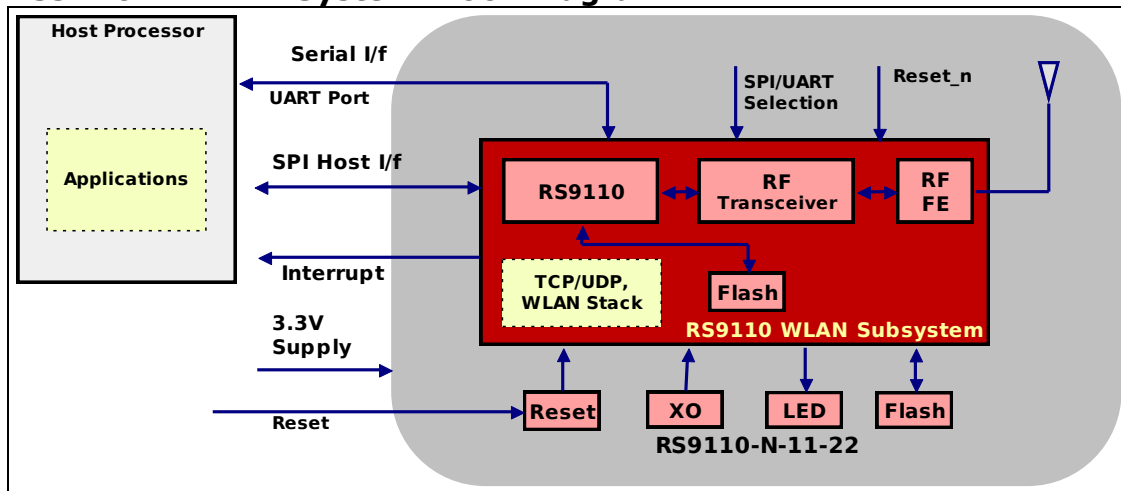 Host Processor
Applications
Serial I/f
UART Port
SPI Host I/f
Interrupt
3.3V
Supply
Reset
SPI/UART
Selection
Reset_n
RS9110
RF
Transceiver
RF
FE
TCP/UDP,
WLAN Stack
Flash
RS9110 WLAN Subsystem
Reset
XO
LED
Flash
RS9110-N-11-22